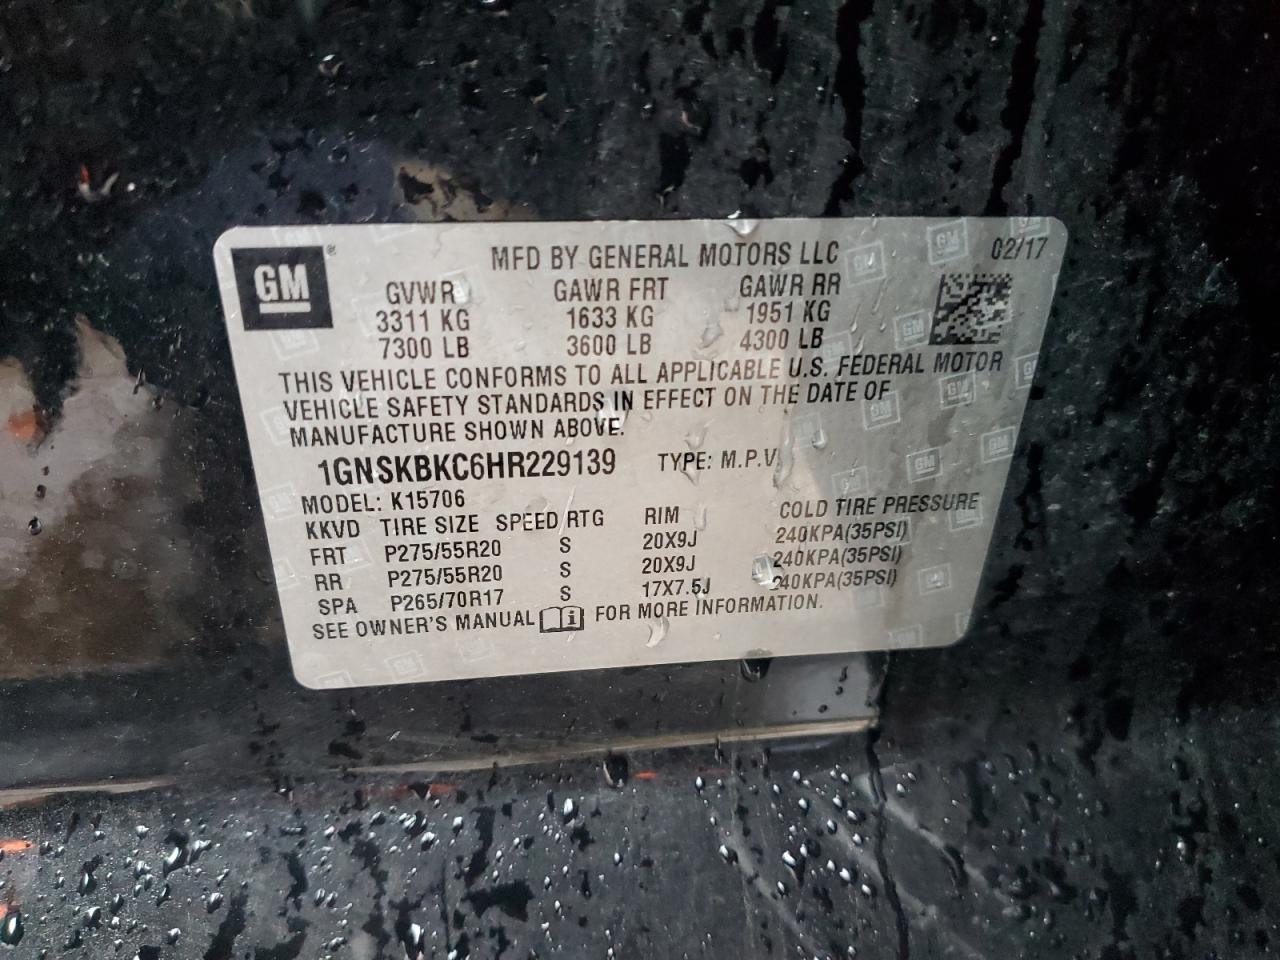 GM® MFD BY GENERAL MOTORS LLC 02/17
GVWR GAWR FRT GAWR RR
3311 KG 1633 KG 1951 KG
7300 LB 3600 LB 4300 LB
THIS VEHICLE CONFORMS TO ALL APPLICABLE U.S. FEDERAL MOTOR
VEHICLE SAFETY STANDARDS IN EFFECT ON THE DATE OF
MANUFACTURE SHOWN ABOVE.
1GNSKBKC6HR229139 TYPE: M.P.V
MODEL: K15706
KKVD TIRE SIZE SPEED RTG RIM COLD TIRE PRESSURE
FRT P275/55R20 S 20X9J 240KPA(35PSI)
RR P275/55R20 S 20X9J 240KPA(35PSI)
SPA P265/70R17 S 17X7.5J 240KPA(35PSI)
SEE OWNER'S MANUAL i FOR MORE INFORMATION.